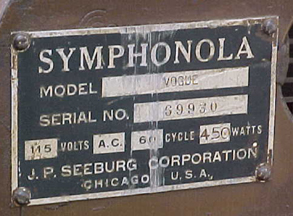 SYMPHONOLA
MODEL VOGUE
SERIAL NO. 69930
115 VOLTS A.C. 60 CYCLE 450 WATTS
J. P. SEEBURG CORPORATION
CHICAGO U.S.A.